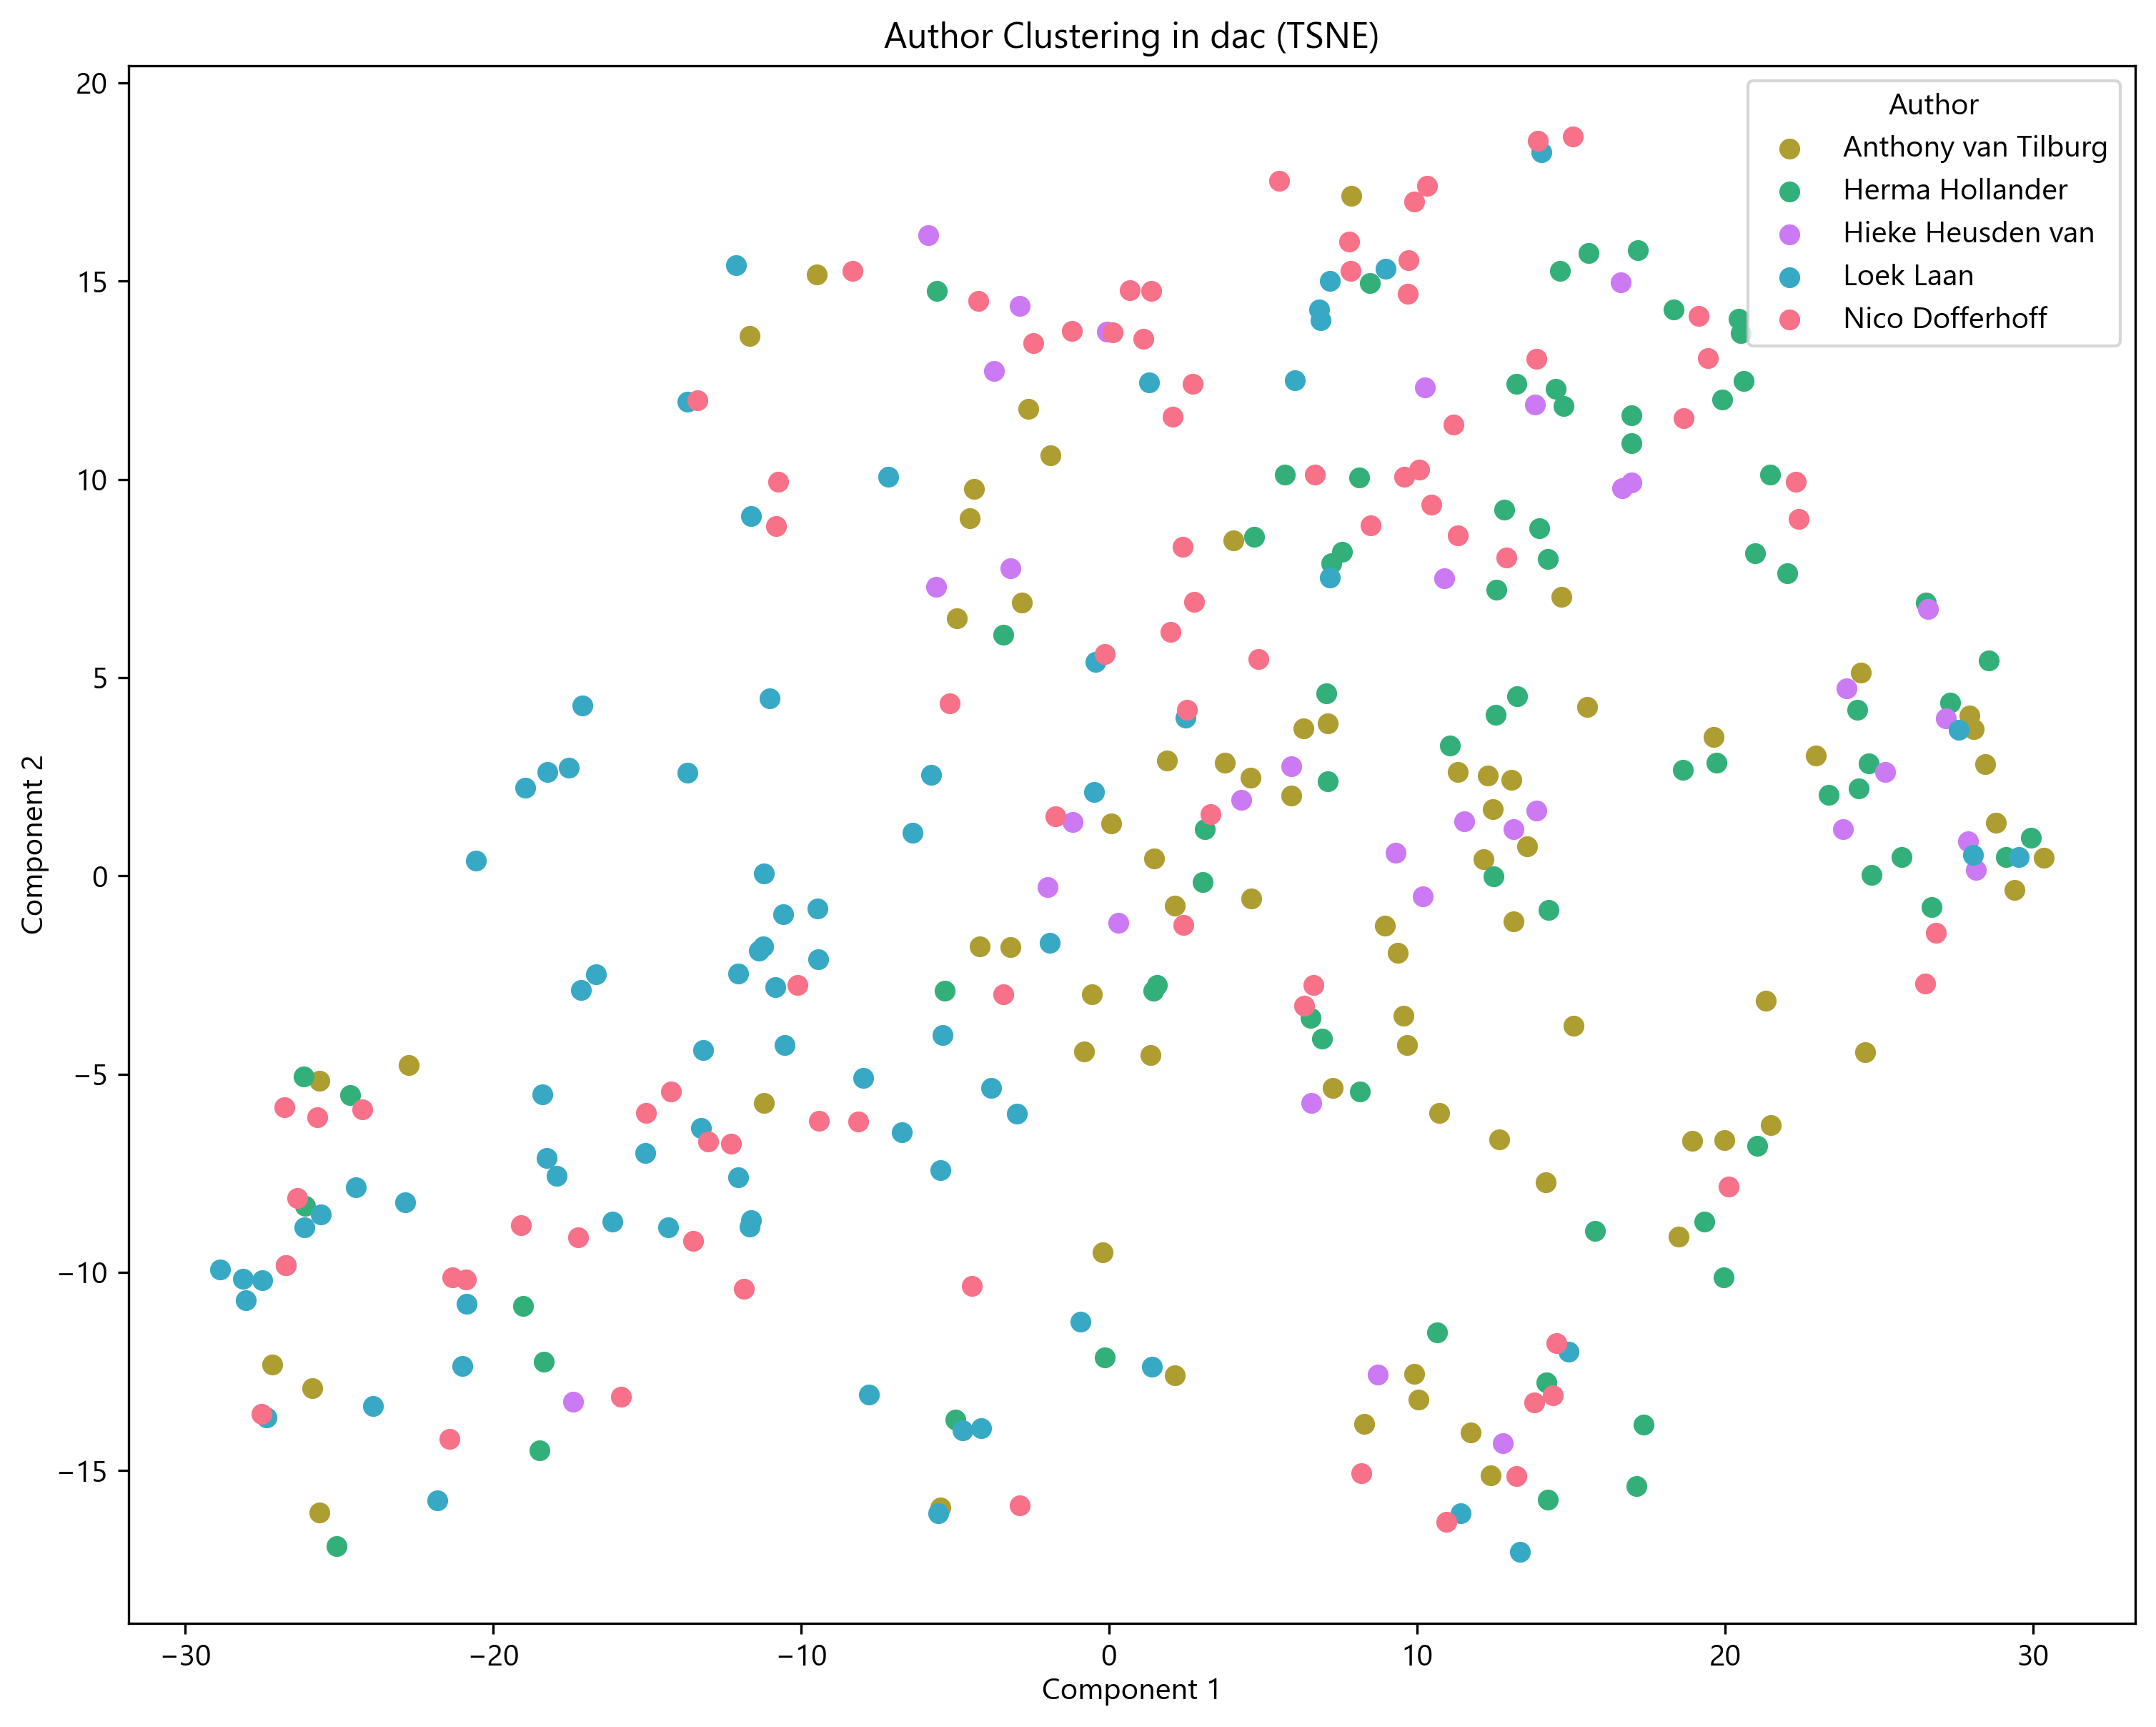 Author Clustering in dac (TSNE)
Author
Anthony van Tilburg
Herma Hollander
Hieke Heusden van
Loek Laan
Nico Dofferhoff
Component 2
20
15
10
5
0
−5
−10
−15
−30
−20
−10
0
10
20
30
Component 1